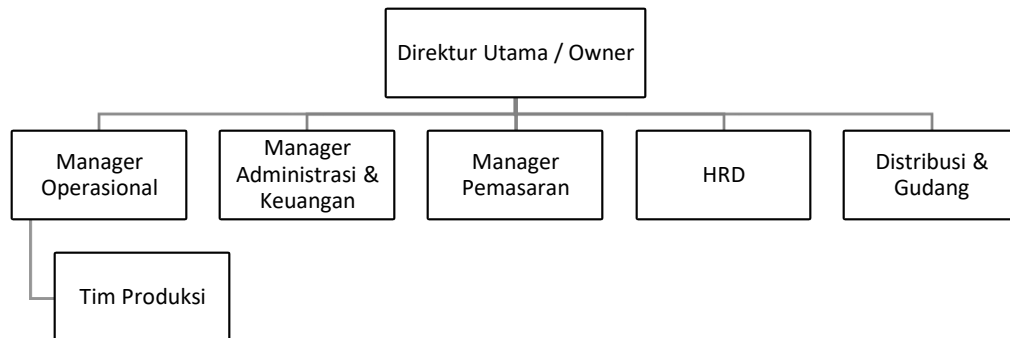 Direktur Utama / Owner
Manager
Operasional
Manager
Administrasi &
Keuangan
Manager
Pemasaran
HRD
Distribusi &
Gudang
Tim Produksi